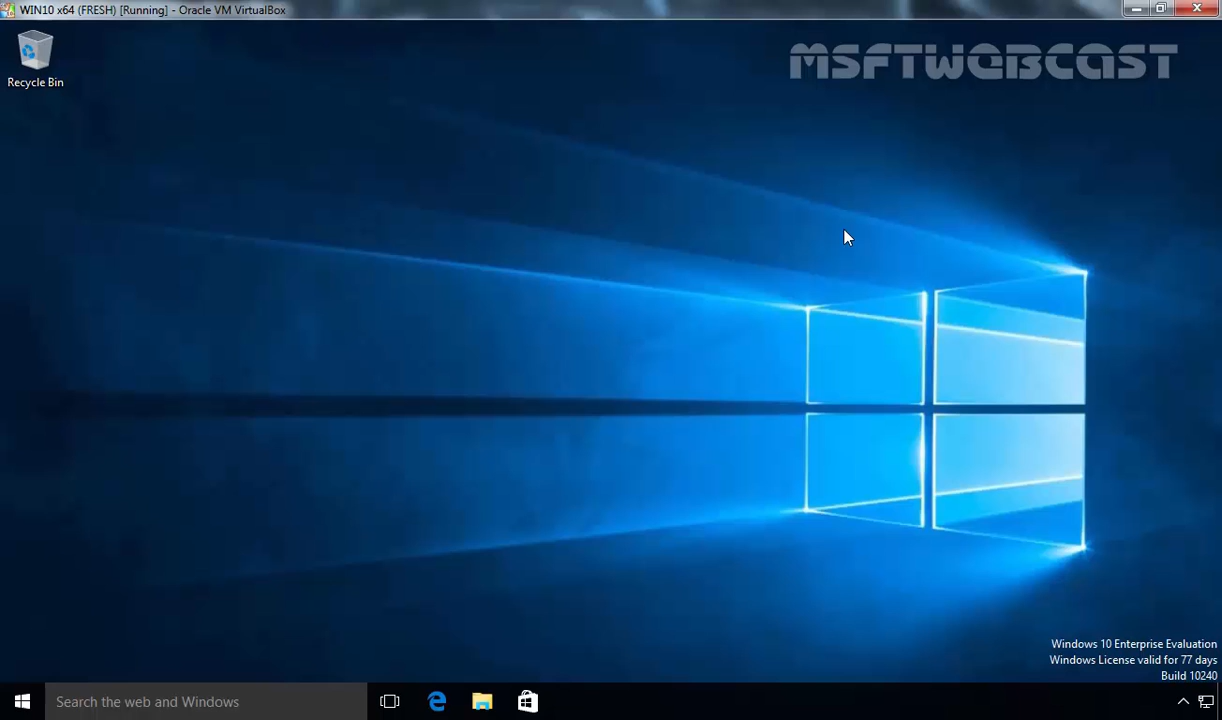 WIN10 x64 (FRESH) [Running] - Oracle VM VirtualBox
MSFTWEBCAST
Recycle Bin
Windows 10 Enterprise Evaluation
Windows License valid for 77 days
Build 10240
Search the web and Windows